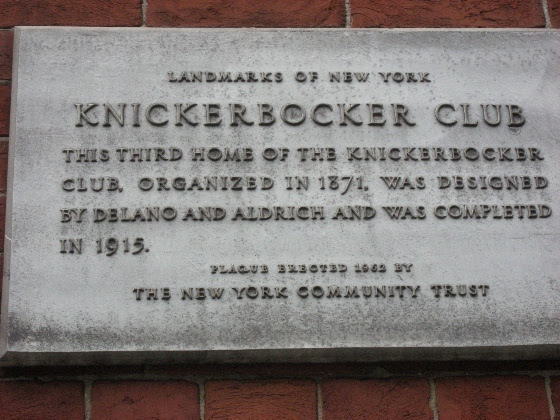 LANDMARKS OF NEW YORK
KNICKERBOCKER CLUB
THIS THIRD HOME OF THE KNICKERBOCKER
CLUB, ORGANIZED IN 1871, WAS DESIGNED
BY DELANO AND ALDRICH AND WAS COMPLETED
IN 1915.
PLAQUE ERECTED 1962 BY
THE NEW YORK COMMUNITY TRUST